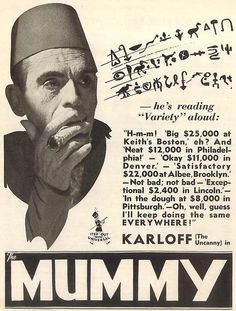 —he's reading
"Variety" aloud:
"H-m-m! 'Big $25,000 at
Keith's Boston,' eh? And
'Neat $12,000 in Philadel-
phia!' — 'Okay $11,000 in
Denver.' — 'Satisfactory
$22,000 at Albee, Brooklyn.'
—Not bad; not bad — 'Excep-
tional $2,400 in Lincoln.'—
'In the dough at $8,000 in
Pittsburgh.'—Oh, well, guess
I'll keep doing the same
EVERYWHERE!"
STEP OUT
UNIVERSAL
KARLOFF (The
Uncanny) in
The
MUMMY